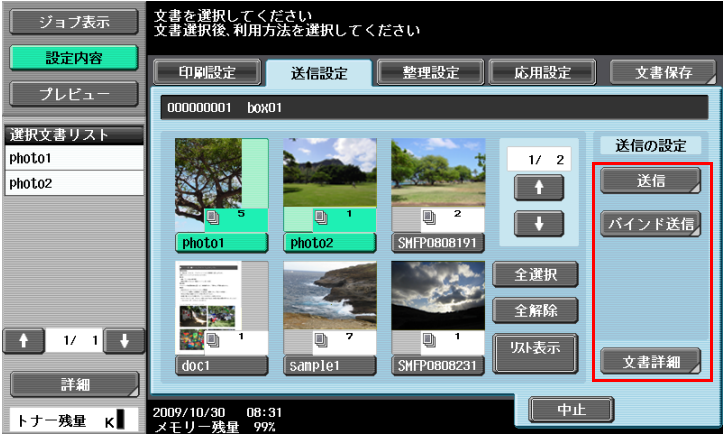 ジョブ表示
設定内容
プレビュー
選択文書リスト
photo1
photo2
1/ 1
詳細
トナー残量 K
文書を選択してください
文書選択後、利用方法を選択してください
印刷設定
送信設定
整理設定
応用設定
文書保存
000000001 box01
5
photo1
1
photo2
2
SMFP0808191
1
doc1
7
sample1
1
SMFP0808231
1/ 2
全選択
全解除
リスト表示
送信の設定
送信
バインド送信
文書詳細
2009/10/30 08:31
メモリー残量 99%
中止